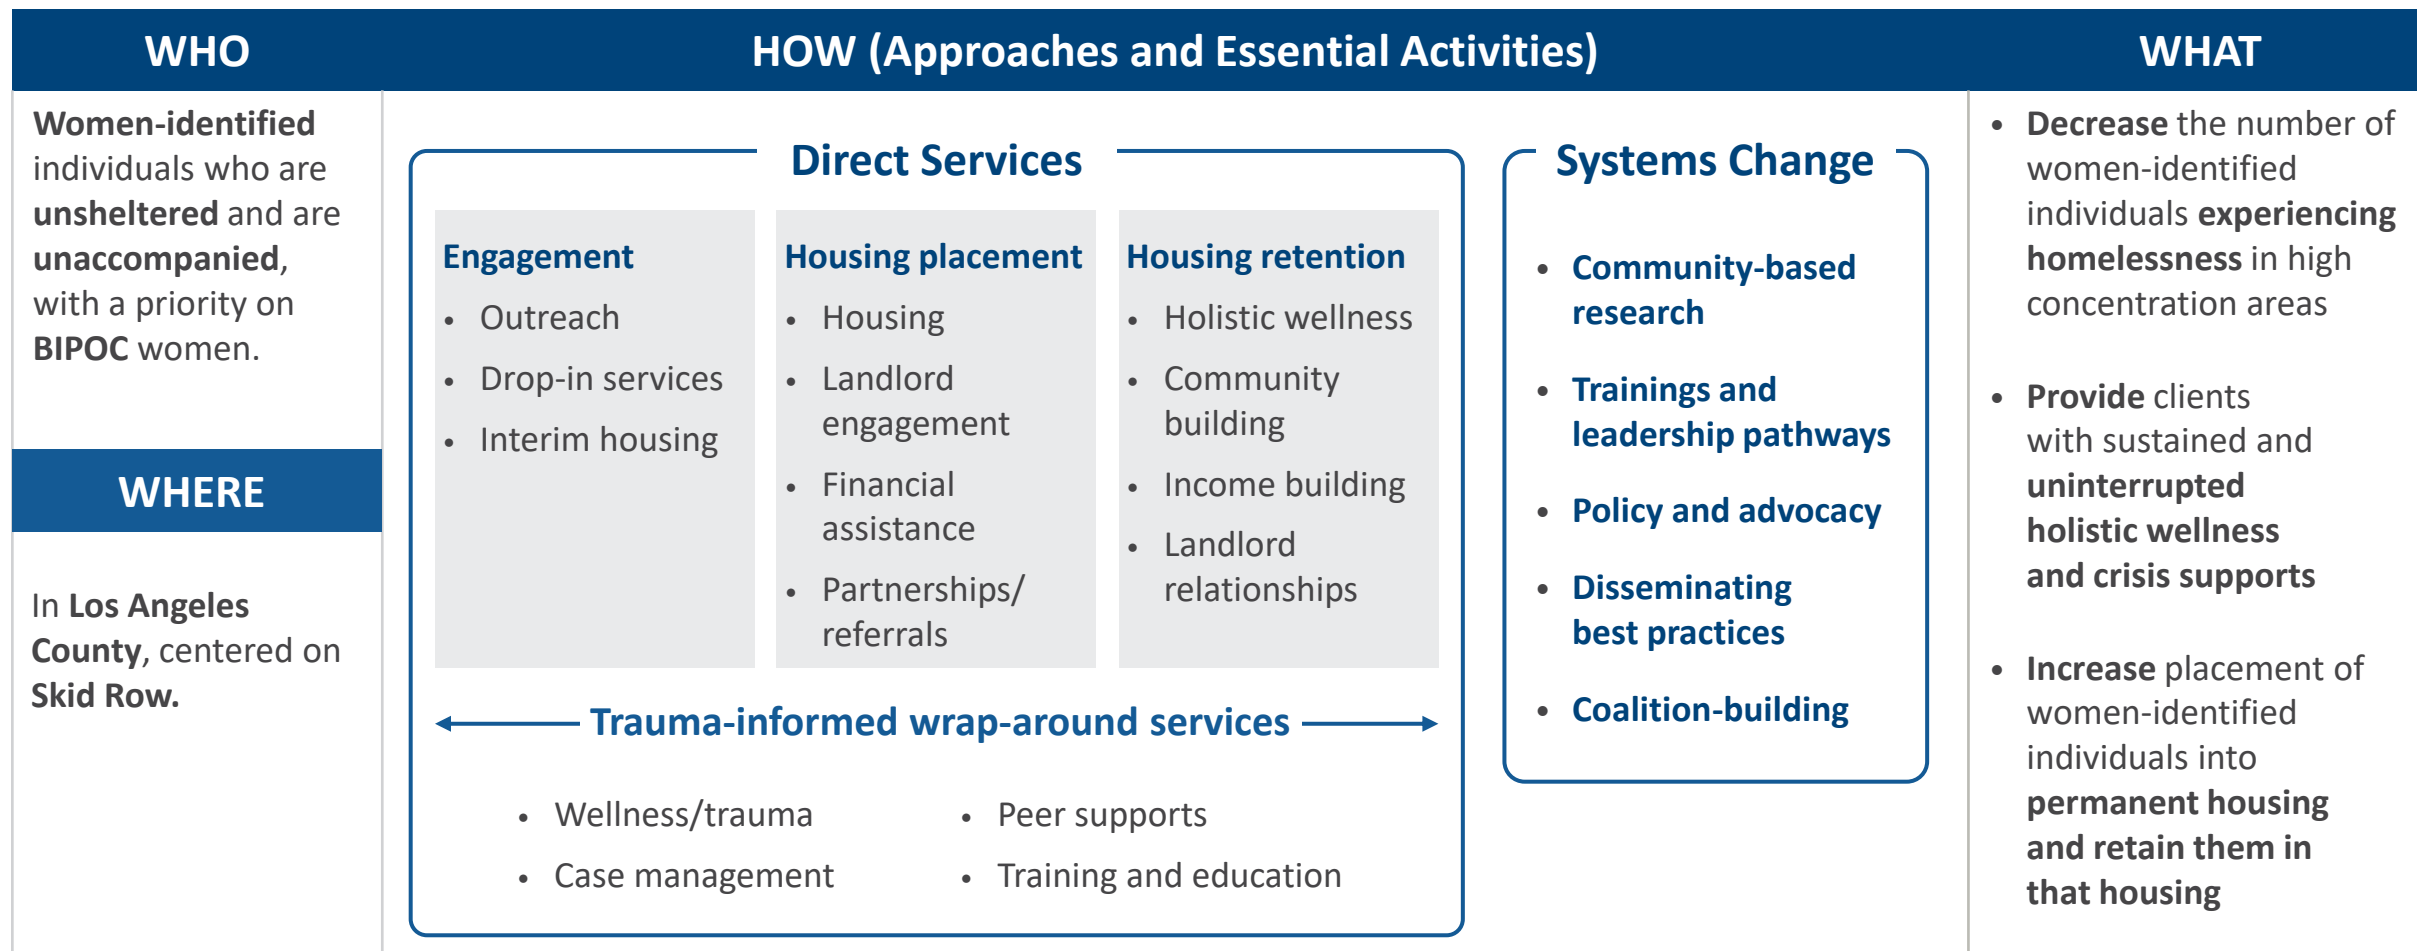 WHO
Women-identified
individuals who are
unsheltered and are
unaccompanied,
with a priority on
BIPOC women.
WHERE
In Los Angeles
County, centered on
Skid Row.
HOW (Approaches and Essential Activities)
Direct Services
Engagement
• Outreach
• Drop-in services
• Interim housing
Housing placement
• Housing
• Landlord
engagement
• Financial
assistance
• Partnerships/
referrals
Housing retention
• Holistic wellness
• Community
building
• Income building
• Landlord
relationships
Trauma-informed wrap-around services
• Wellness/trauma
• Case management
• Peer supports
• Training and education
Systems Change
• Community-based
research
• Trainings and
leadership pathways
• Policy and advocacy
• Disseminating
best practices
• Coalition-building
WHAT
• Decrease the number of
women-identified
individuals experiencing
homelessness in high
concentration areas
• Provide clients
with sustained and
uninterrupted
holistic wellness
and crisis supports
• Increase placement of
women-identified
individuals into
permanent housing
and retain them in
that housing